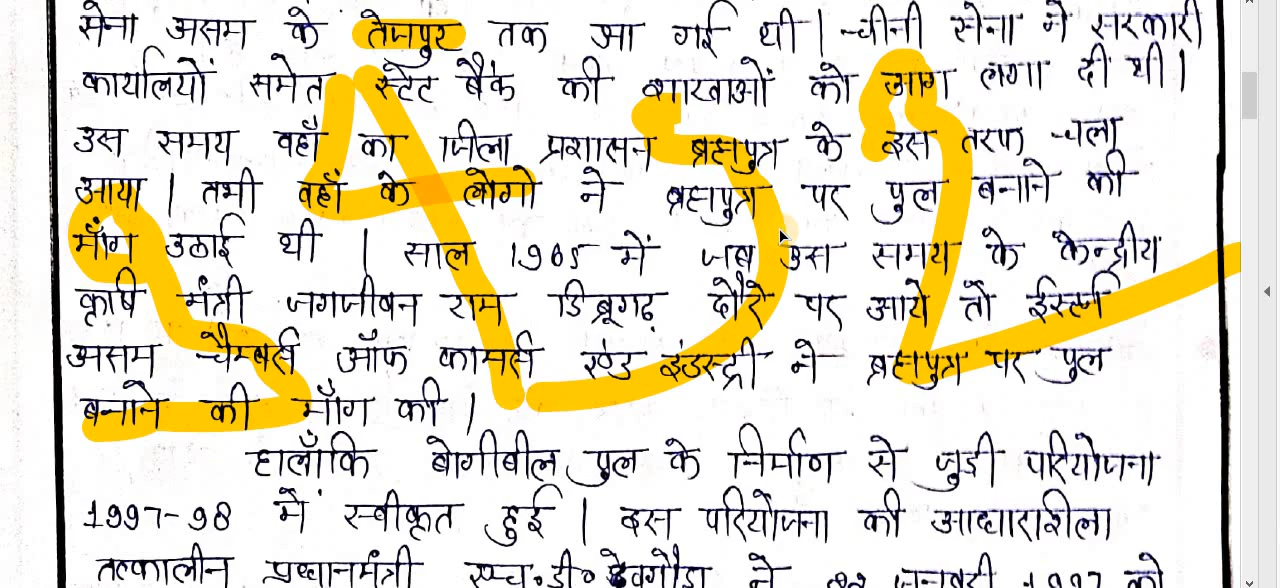 सेना असम के तेजपुर तक आ गई थी । चीनी सेना ने सरकारी
कार्यालयों समेत स्टेट बैंक की शाखाओं को आग लगा दी थी ।
उस समय वहाँ का जिला प्रशासन ब्रह्मपुत्र के इस तरफ चला
आया । तभी वहाँ के लोगो ने ब्रह्मपुत्र पर पुल बनाने की
माँग उठाई थी । साल 1965 में जब उस समय के केन्द्रीय
कृषि मंत्री जगजीवन राम डिब्रूगढ़ दौरे पर आये तो ईस्टर्न
असम चैम्बर्स ऑफ कामर्स एंड इंडस्ट्री ने ब्रह्मपुत्र पर पुल
बनाने की माँग की ।
हालाँकि बोगीबील पुल के निर्माण से जुड़ी परियोजना
1997-98 में स्वीकृत हुई । इस परियोजना की आधारशिला
तत्कालीन प्रधानमंत्री एच.डी. देवगौड़ा ने 22 जनवरी 1997 को